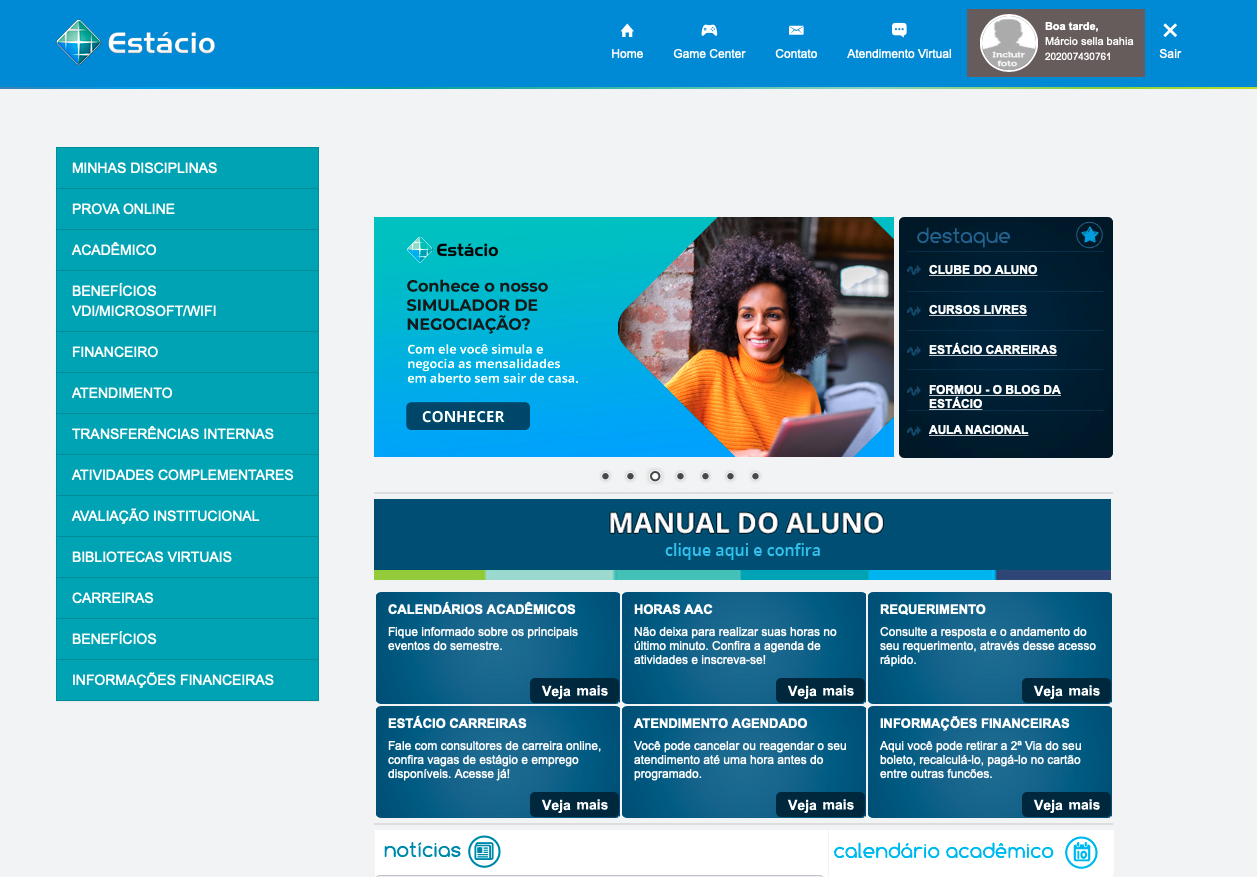 Estácio
Home
Game Center
Contato
Atendimento Virtual
Incluir
foto
Boa tarde,
Márcio sella bahia
202007430761
Sair
MINHAS DISCIPLINAS
PROVA ONLINE
ACADÊMICO
BENEFÍCIOS
VDI/MICROSOFT/WIFI
FINANCEIRO
ATENDIMENTO
TRANSFERÊNCIAS INTERNAS
ATIVIDADES COMPLEMENTARES
AVALIAÇÃO INSTITUCIONAL
BIBLIOTECAS VIRTUAIS
CARREIRAS
BENEFÍCIOS
INFORMAÇÕES FINANCEIRAS
Estácio
Conhece o nosso
SIMULADOR DE
NEGOCIAÇÃO?
Com ele você simula e
negocia as mensalidades
em aberto sem sair de casa.
CONHECER
destaque
CLUBE DO ALUNO
CURSOS LIVRES
ESTÁCIO CARREIRAS
FORMOU - O BLOG DA
ESTÁCIO
AULA NACIONAL
MANUAL DO ALUNO
clique aqui e confira
CALENDÁRIOS ACADÊMICOS
Fique informado sobre os principais
eventos do semestre.
Veja mais
HORAS AAC
Não deixa para realizar suas horas no
último minuto. Confira a agenda de
atividades e inscreva-se!
Veja mais
REQUERIMENTO
Consulte a resposta e o andamento do
seu requerimento, através desse acesso
rápido.
Veja mais
ESTÁCIO CARREIRAS
Fale com consultores de carreira online,
confira vagas de estágio e emprego
disponíveis. Acesse já!
Veja mais
ATENDIMENTO AGENDADO
Você pode cancelar ou reagendar o seu
atendimento até uma hora antes do
programado.
Veja mais
INFORMAÇÕES FINANCEIRAS
Aqui você pode retirar a 2ª Via do seu
boleto, recalculá-lo, pagá-lo no cartão
entre outras funcões.
Veja mais
notícias
calendário acadêmico
10